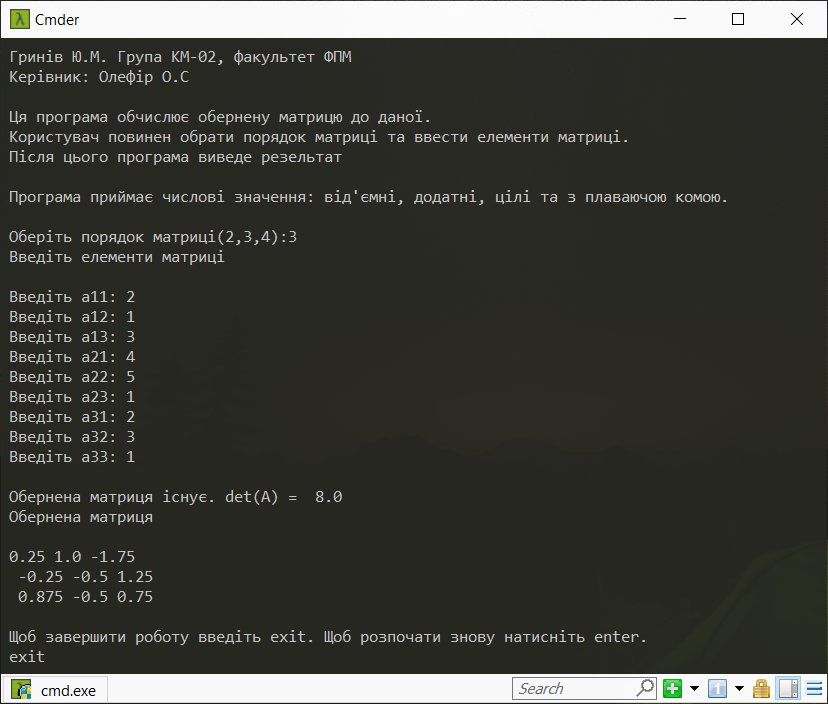 Cmder
Гринів Ю.М. Група КМ-02, факультет ФПМ
Керівник: Олефір О.С
Ця програма обчислює обернену матрицю до даної.
Користувач повинен обрати порядок матриці та ввести елементи матриці.
Після цього програма виведе резельтат
Програма приймає числові значення: від'ємні, додатні, цілі та з плаваючою комою.
Оберіть порядок матриці(2,3,4):3
Введіть елементи матриці
Введіть a11: 2
Введіть a12: 1
Введіть a13: 3
Введіть a21: 4
Введіть a22: 5
Введіть a23: 1
Введіть a31: 2
Введіть a32: 3
Введіть a33: 1
Обернена матриця існує. det(A) =  8.0
Обернена матриця
0.25 1.0 -1.75
 -0.25 -0.5 1.25
 0.875 -0.5 0.75
Щоб завершити роботу введіть exit. Щоб розпочати знову натисніть enter.
exit
cmd.exe
Search